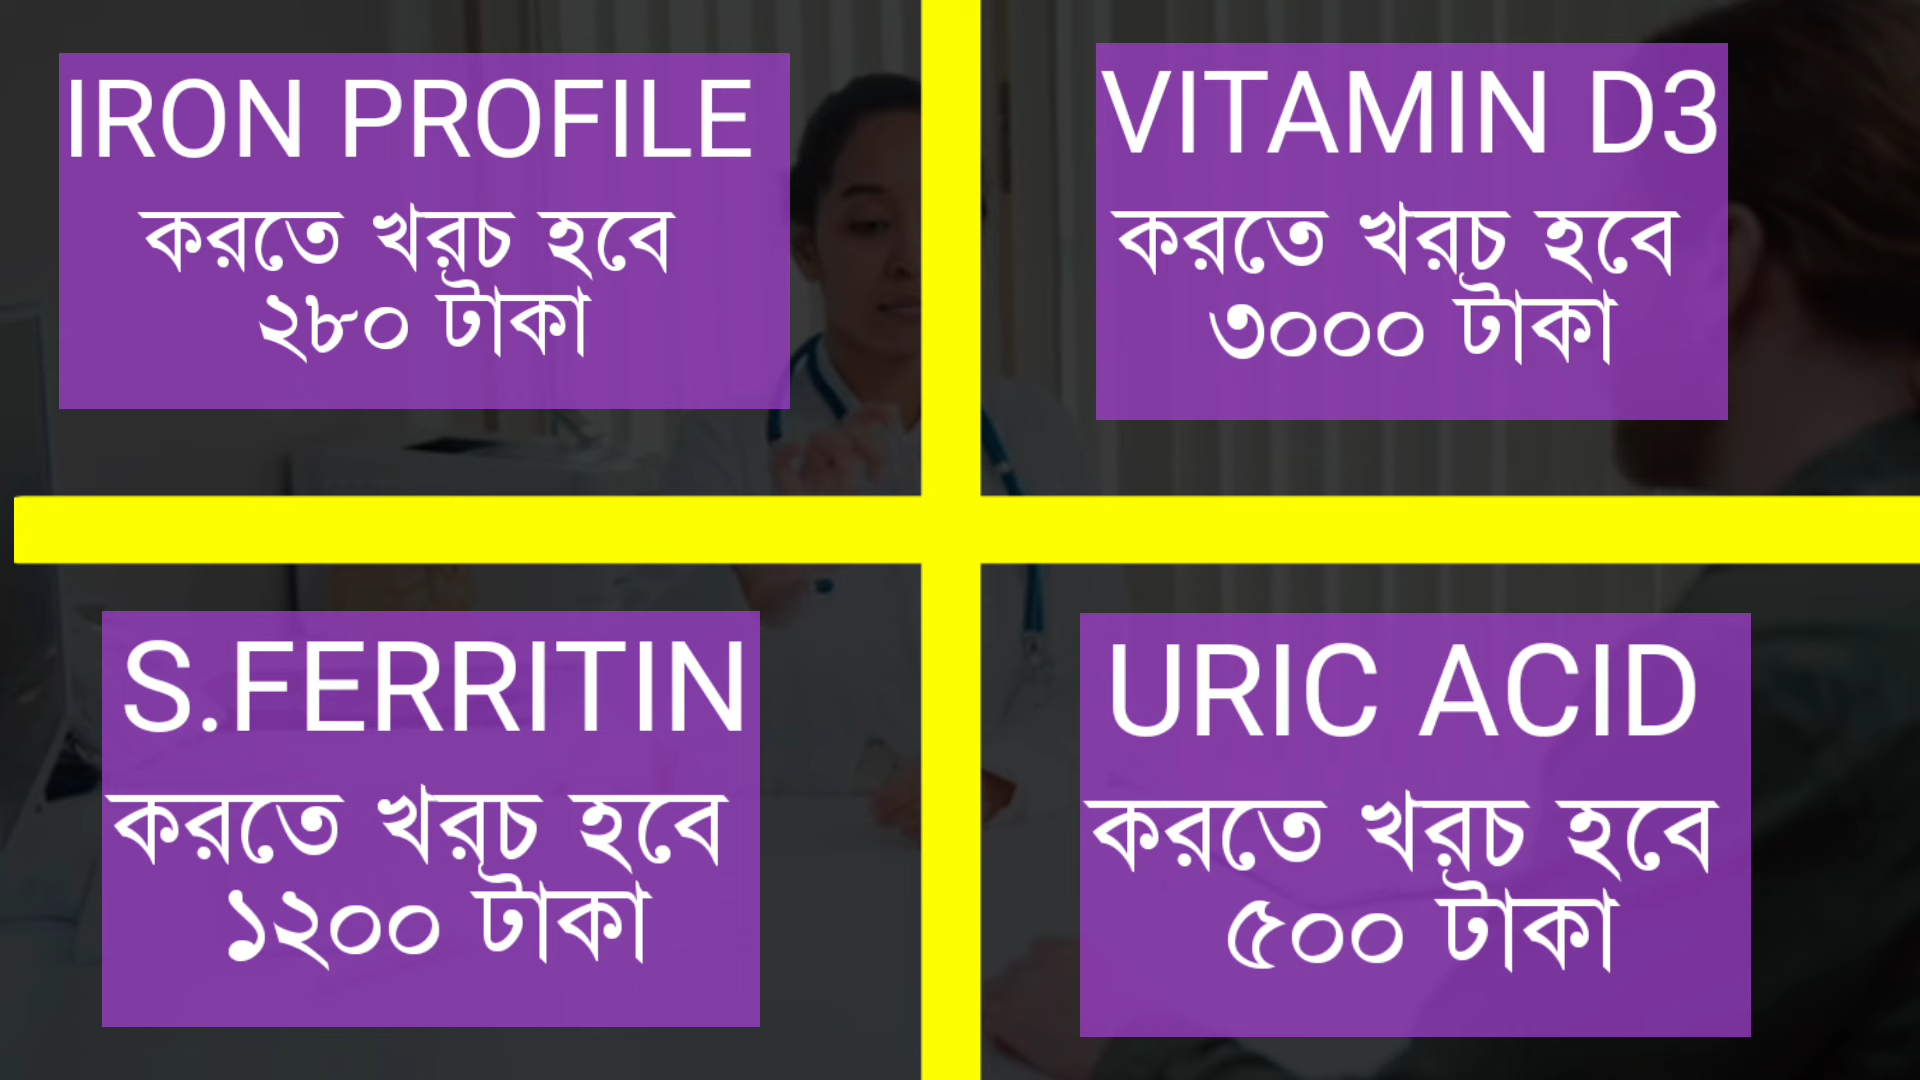 IRON PROFILE
করতে খরচ হবে
২৮০ টাকা
VITAMIN D3
করতে খরচ হবে
৩০০০ টাকা
S.FERRITIN
করতে খরচ হবে
১২০০ টাকা
URIC ACID
করতে খরচ হবে
৫০০ টাকা